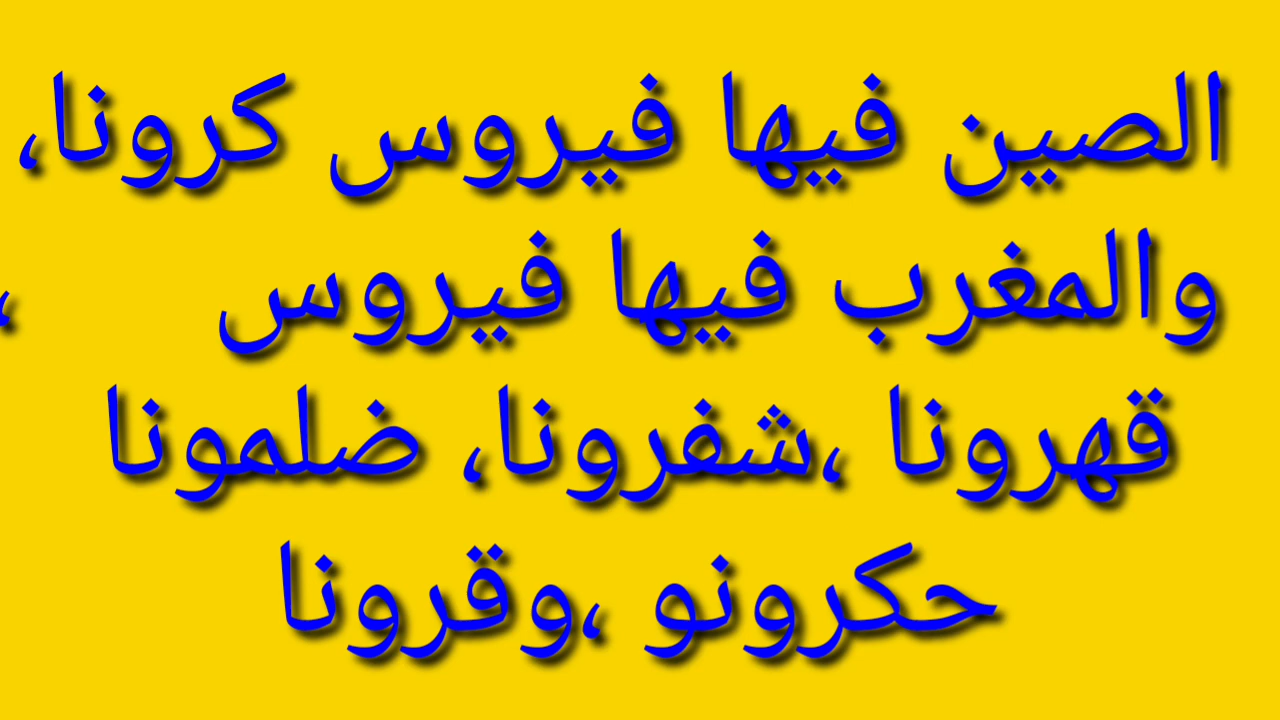 الصين فيها فيروس كرونا،
والمغرب فيها فيروس ،
قهرونا ،شفرونا، ضلمونا
حكرونو ،وقرونا